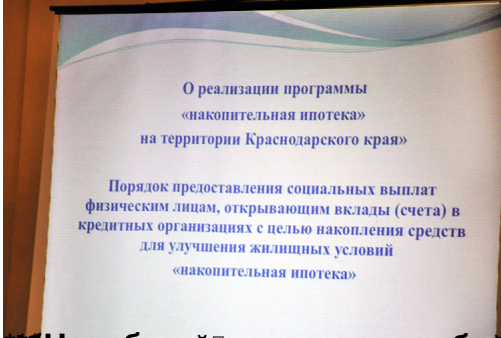 О реализации программы
«накопительная ипотека»
на территории Краснодарского края»
Порядок предоставления социальных выплат
физическим лицам, открывающим вклады (счета) в
кредитных организациях с целью накопления средств
для улучшения жилищных условий
«накопительная ипотека»